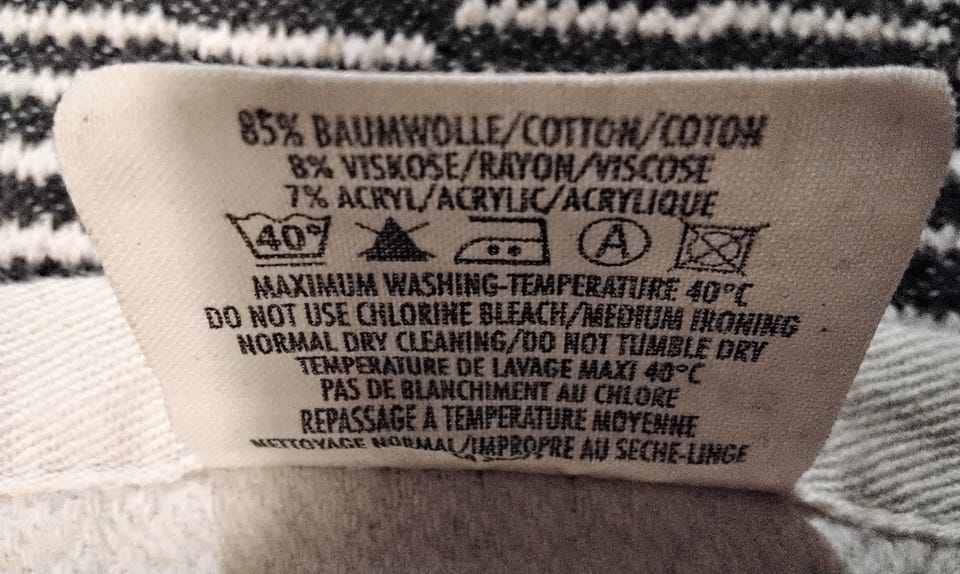 85% BAUMWOLLE/COTTON/COTON
8% VISKOSE/RAYON/VISCOSE
7% ACRYL/ACRYLIC/ACRYLIQUE
40° A
MAXIMUM WASHING-TEMPERATURE 40°C
DO NOT USE CHLORINE BLEACH/MEDIUM IRONING
NORMAL DRY CLEANING/DO NOT TUMBLE DRY
TEMPERATURE DE LAVAGE MAXI 40°C
PAS DE BLANCHIMENT AU CHLORE
REPASSAGE A TEMPERATURE MOYENNE
NETTOYAGE NORMAL/IMPROPRE AU SECHE-LINGE